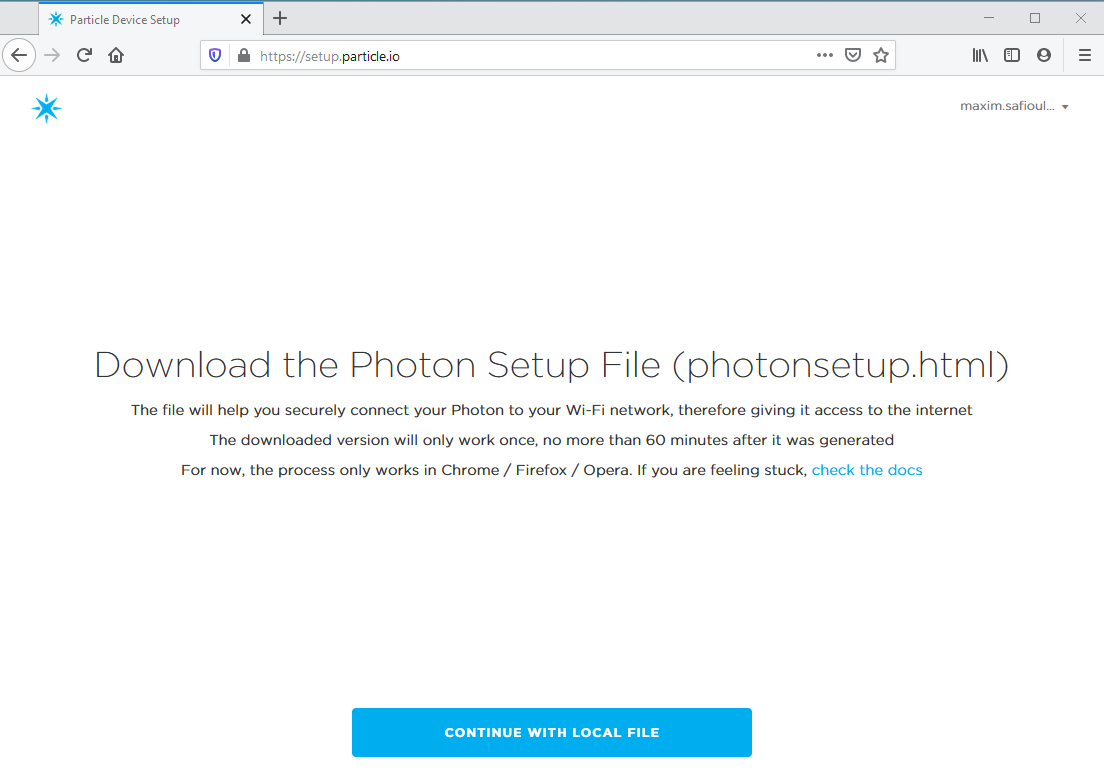 Particle Device Setup
https://setup.particle.io
maxim.safioul...
Download the Photon Setup File (photonsetup.html)
The file will help you securely connect your Photon to your Wi-Fi network, therefore giving it access to the internet
The downloaded version will only work once, no more than 60 minutes after it was generated
For now, the process only works in Chrome / Firefox / Opera. If you are feeling stuck, check the docs
CONTINUE WITH LOCAL FILE